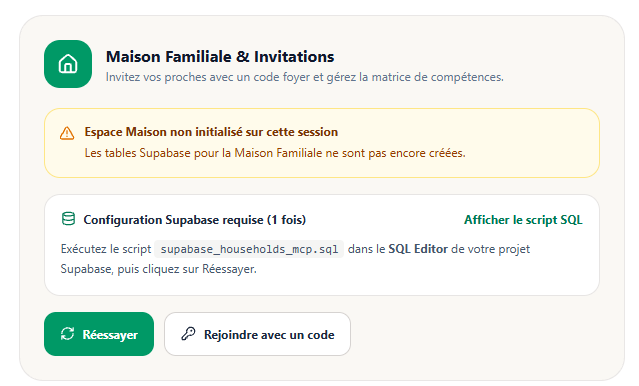 Maison Familiale & Invitations
Invitez vos proches avec un code foyer et gérez la matrice de compétences.
Espace Maison non initialisé sur cette session
Les tables Supabase pour la Maison Familiale ne sont pas encore créées.
Configuration Supabase requise (1 fois)
Afficher le script SQL
Exécutez le script supabase_households_mcp.sql dans le SQL Editor de votre projet
Supabase, puis cliquez sur Réessayer.
Réessayer
Rejoindre avec un code